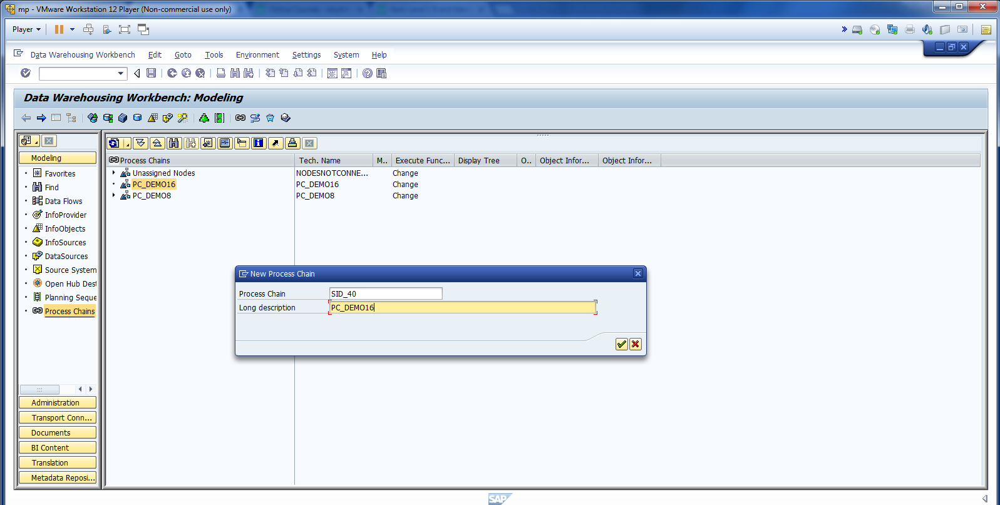 mp - VMware Workstation 12 Player (Non-commercial use only)
Player
Data Warehousing Workbench Edit Goto Tools Environment Settings System Help
Data Warehousing Workbench: Modeling
Modeling
Favorites
Find
Data Flows
InfoProvider
InfoObjects
InfoSources
DataSources
Source System
Open Hub Dest
Planning Seque
Process Chains
Administration
Transport Conn...
Documents
BI Content
Translation
Metadata Reposi...
Process Chains Tech. Name M.. Execute Func... Display Tree O.. Object Infor... Object Infor...
Unassigned Nodes NODESNOTCONNE... Change
PC_DEMO16 PC_DEMO16 Change
PC_DEMO8 PC_DEMO8 Change
New Process Chain
Process Chain SID_40
Long description PC_DEMO16
SAP